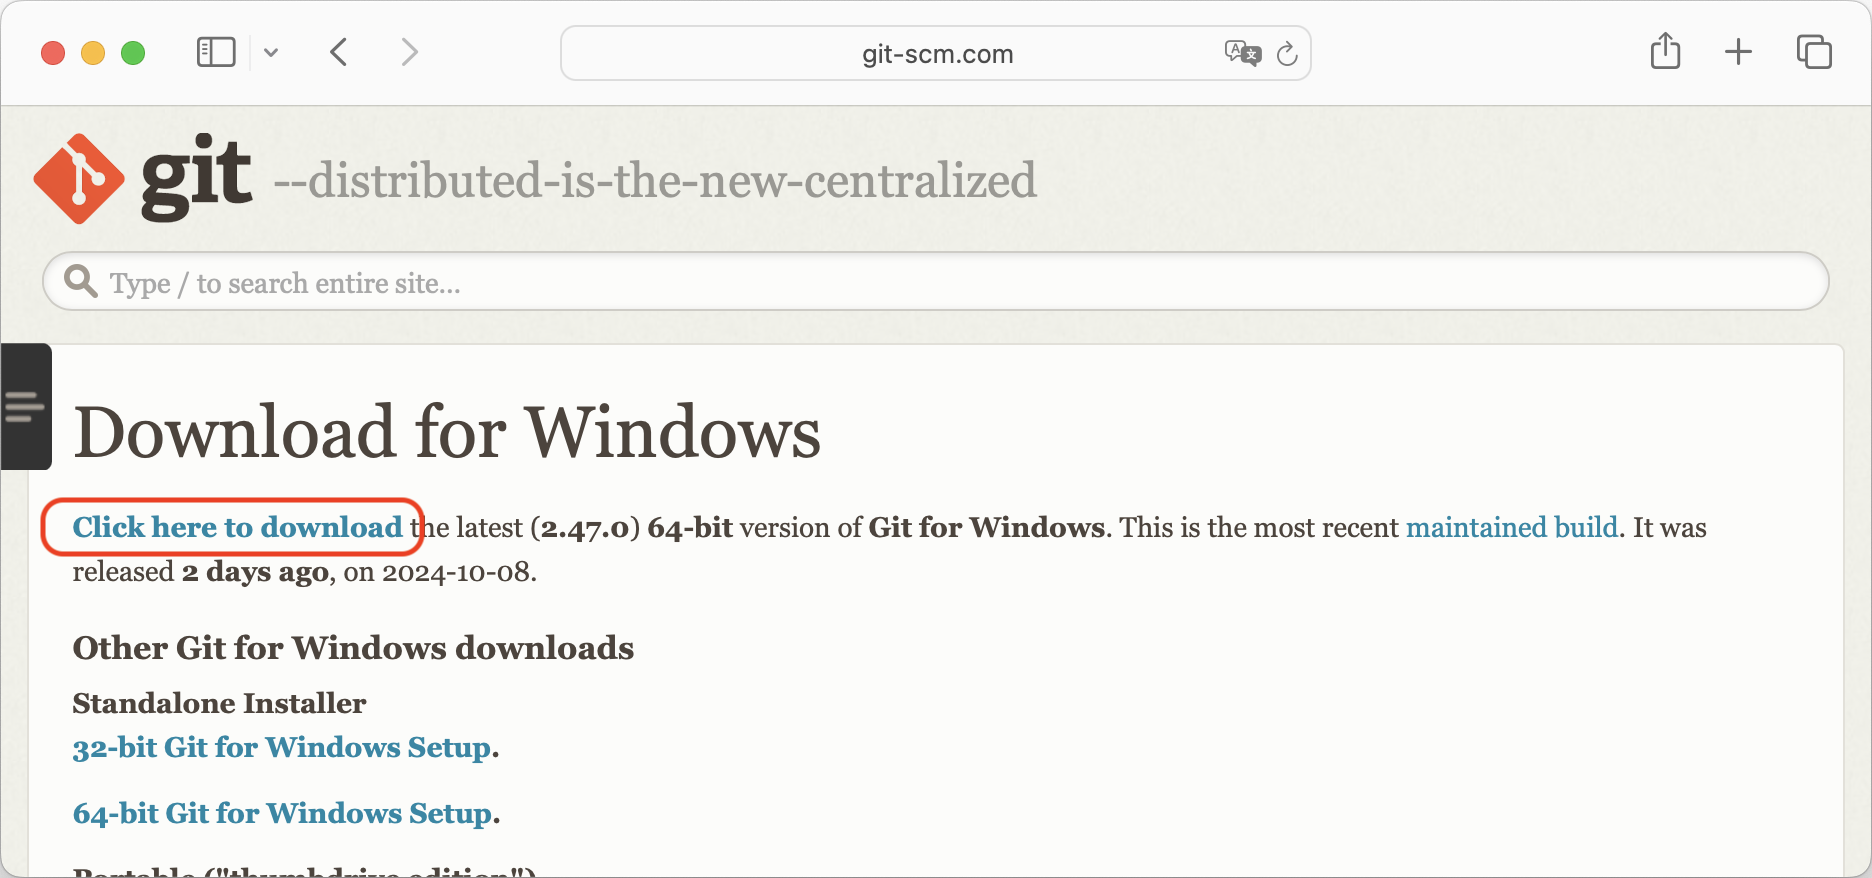 git-scm.com
git --distributed-is-the-new-centralized
Type / to search entire site...
Download for Windows
Click here to download the latest (2.47.0) 64-bit version of Git for Windows. This is the most recent maintained build. It was
released 2 days ago, on 2024-10-08.
Other Git for Windows downloads
Standalone Installer
32-bit Git for Windows Setup.
64-bit Git for Windows Setup.
Portable ("thumbdrive edition")